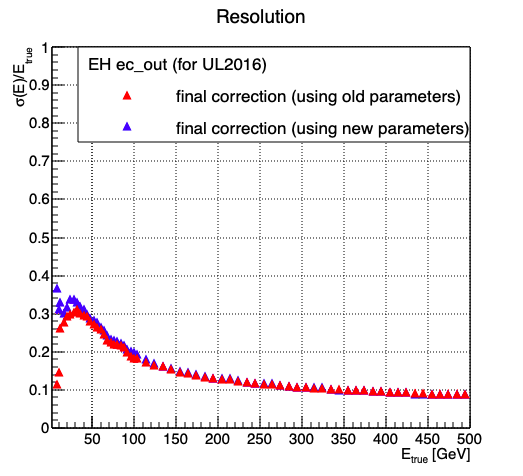 Resolution
σ(E)/E_true
1
0.9
0.8
0.7
0.6
0.5
0.4
0.3
0.2
0.1
0
EH ec_out (for UL2016)
final correction (using old parameters)
final correction (using new parameters)
50 100 150 200 250 300 350 400 450 500
E_true [GeV]